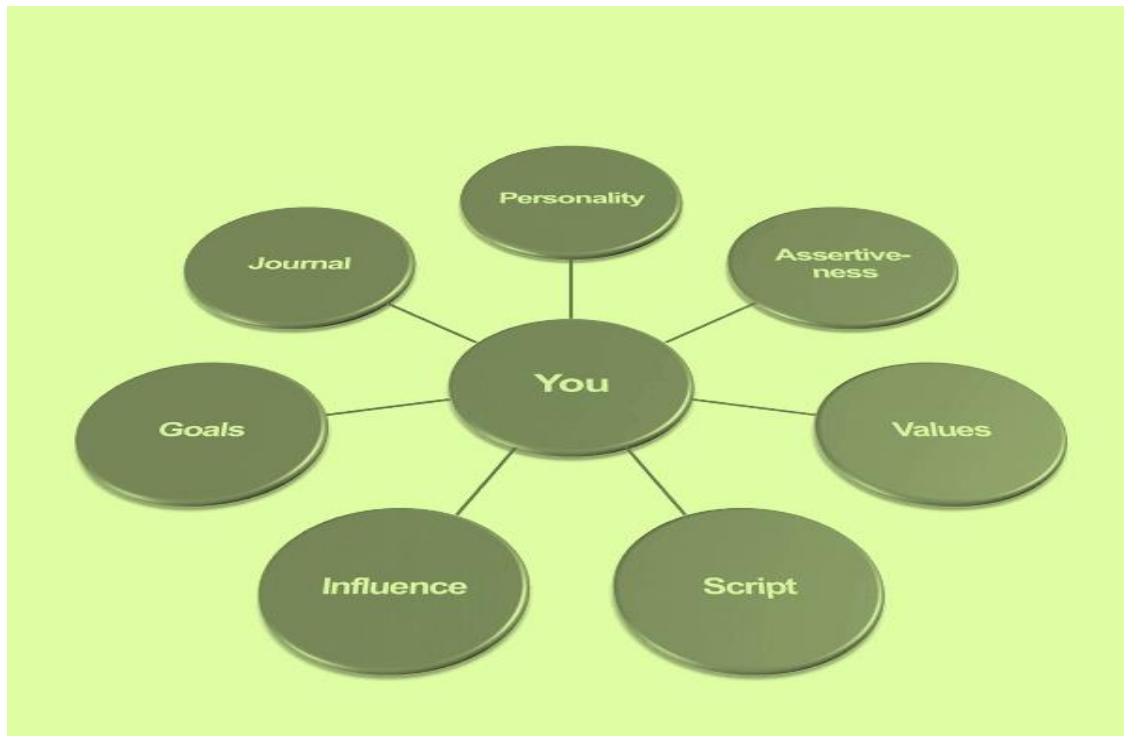 Personality
Journal
Assertive-
ness
You
Goals
Values
Influence
Script